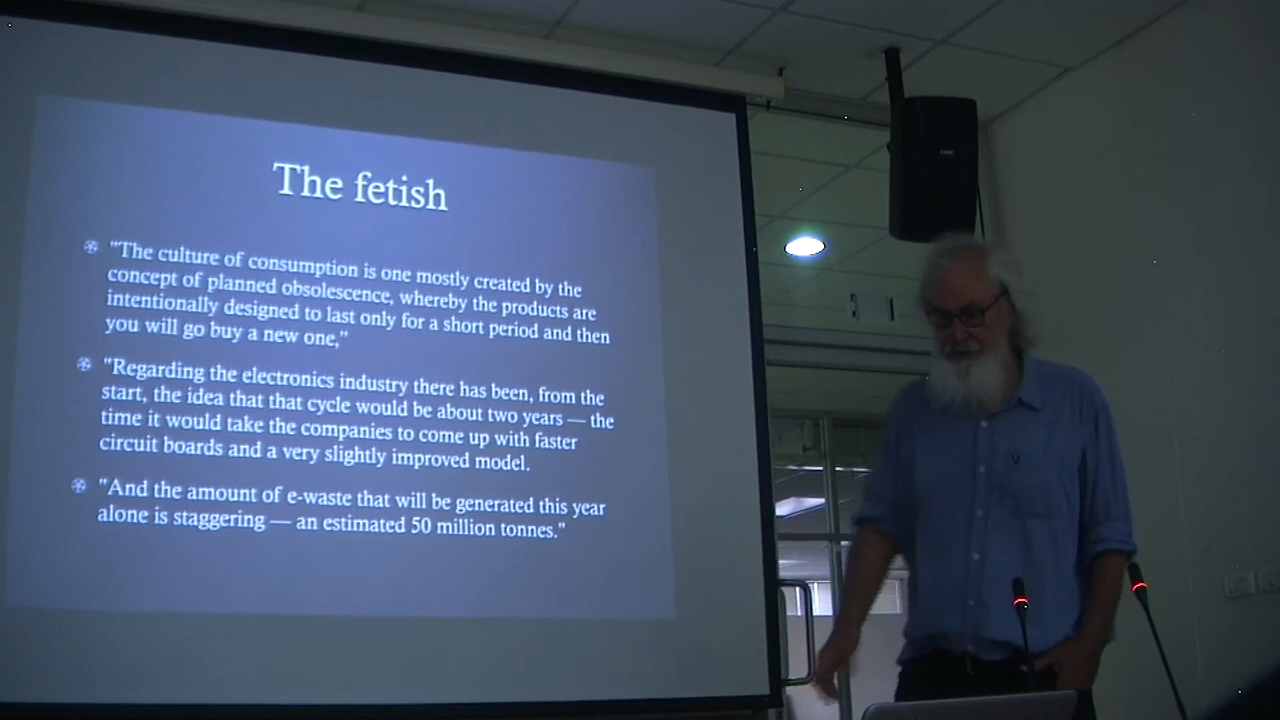 The fetish
"The culture of consumption is one mostly created by the
concept of planned obsolescence, whereby the products are
intentionally designed to last only for a short period and then
you will go buy a new one,"
"Regarding the electronics industry there has been, from the
start, the idea that that cycle would be about two years — the
time it would take the companies to come up with faster
circuit boards and a very slightly improved model.
"And the amount of e-waste that will be generated this year
alone is staggering — an estimated 50 million tonnes."